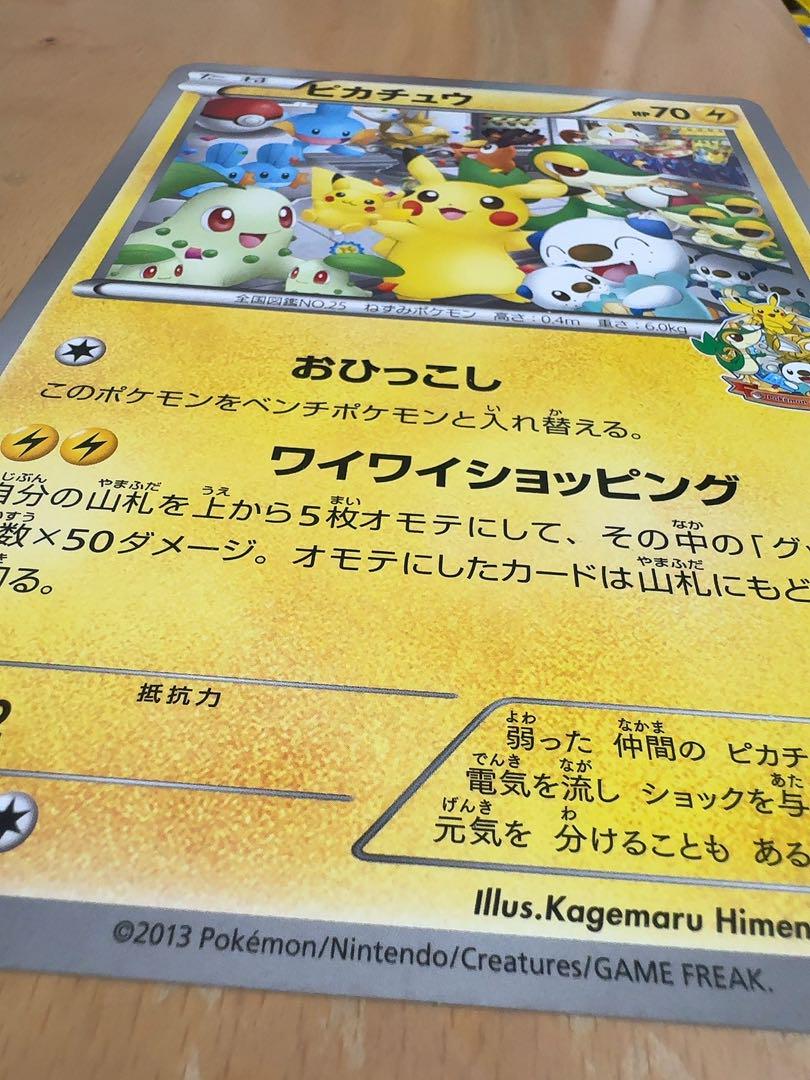 たね
ピカチュウ
HP70
全国図鑑NO.25 ねずみポケモン 高さ:0.4m 重さ:6.0kg
おひっこし
このポケモンをベンチポケモンと入れ替える。
ワイワイショッピング
自分の山札を上から5枚オモテにして、その中の「グッ
数×50ダメージ。オモテにしたカードは山札にもど
切る。
抵抗力
弱った 仲間の ピカチ
電気を流し ショックを与
元気を 分けることも ある
Illus.Kagemaru Himen
©2013 Pokémon/Nintendo/Creatures/GAME FREAK.